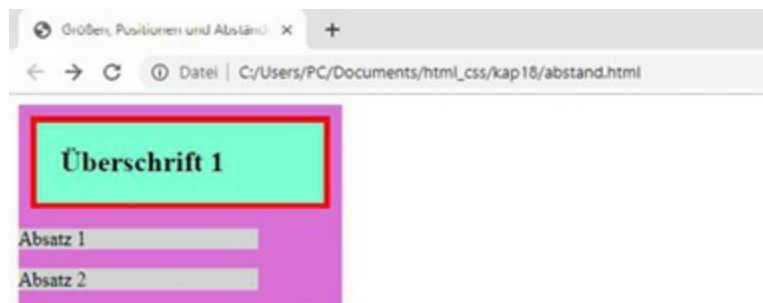 Größen, Positionen und Abständ
Datei | C:/Users/PC/Documents/html_css/kap18/abstand.html
Überschrift 1
Absatz 1
Absatz 2